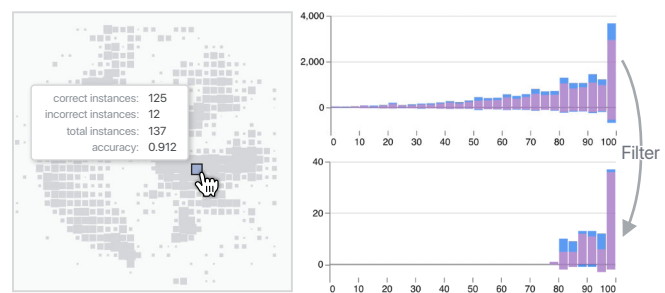 correct instances: 125
incorrect instances: 12
total instances: 137
accuracy: 0.912
4,000
2,000
0
0 10 20 30 40 50 60 70 80 90 100
Filter
40
20
0
0 10 20 30 40 50 60 70 80 90 100